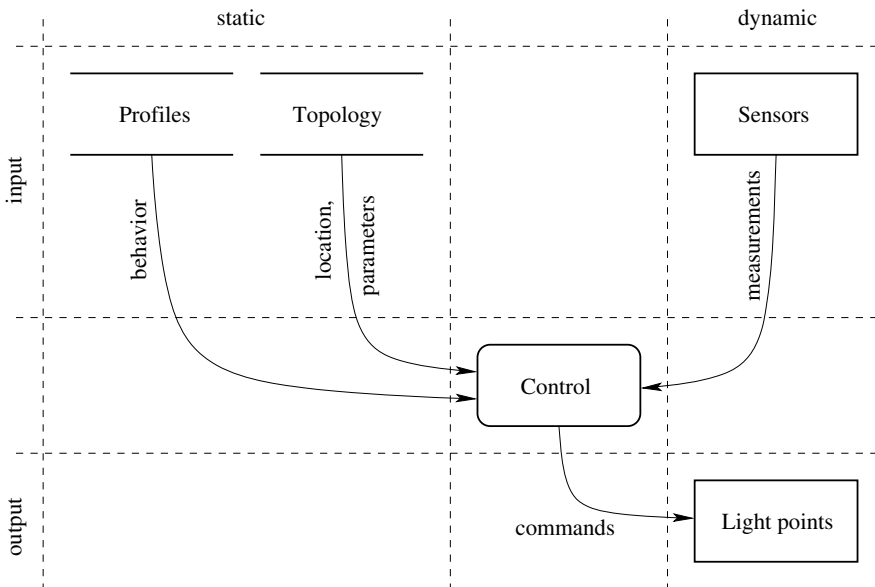 static
dynamic
Profiles
Topology
Sensors
input
behavior
location,
parameters
measurements
Control
output
commands
Light points